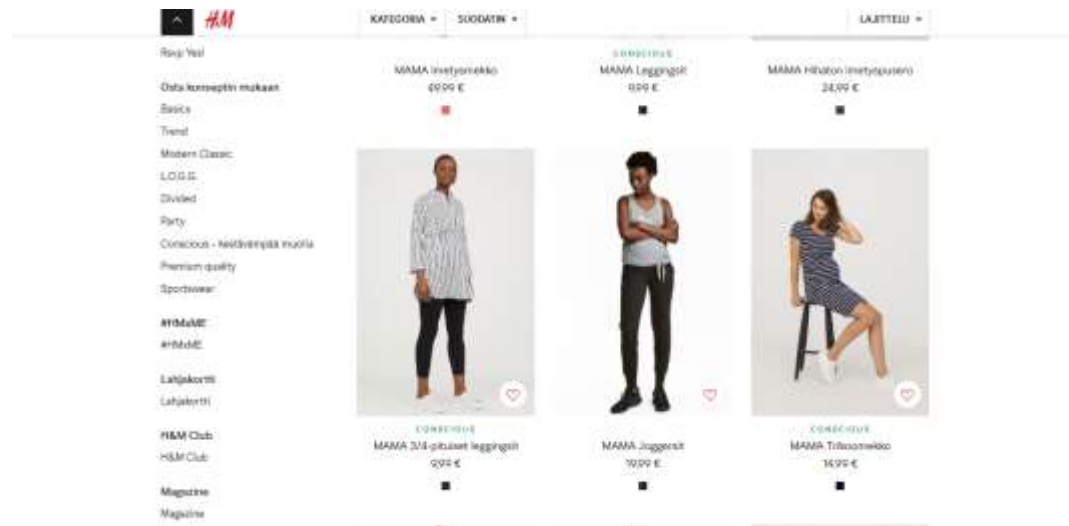 H&M
KATEGORIA
SUODATIN
LAJITTELU
Osta konseptin mukaan
Basics
Trend
Modern Classic
L.O.G.G.
Divided
Party
Conscious - kestävämpää muotia
Premium quality
Sportswear
#HMxME
#HMxME
Lahjakortti
Lahjakortti
H&M Club
H&M Club
Magazine
Magazine
MAMA Imetysmekko
49,99 €
CONSCIOUS
MAMA Leggingsit
9,99 €
MAMA Hihaton imetyspusero
24,99 €
CONSCIOUS
MAMA 3/4-pituiset leggingsit
9,99 €
MAMA Joggersit
19,99 €
CONSCIOUS
MAMA Trikoomekko
14,99 €